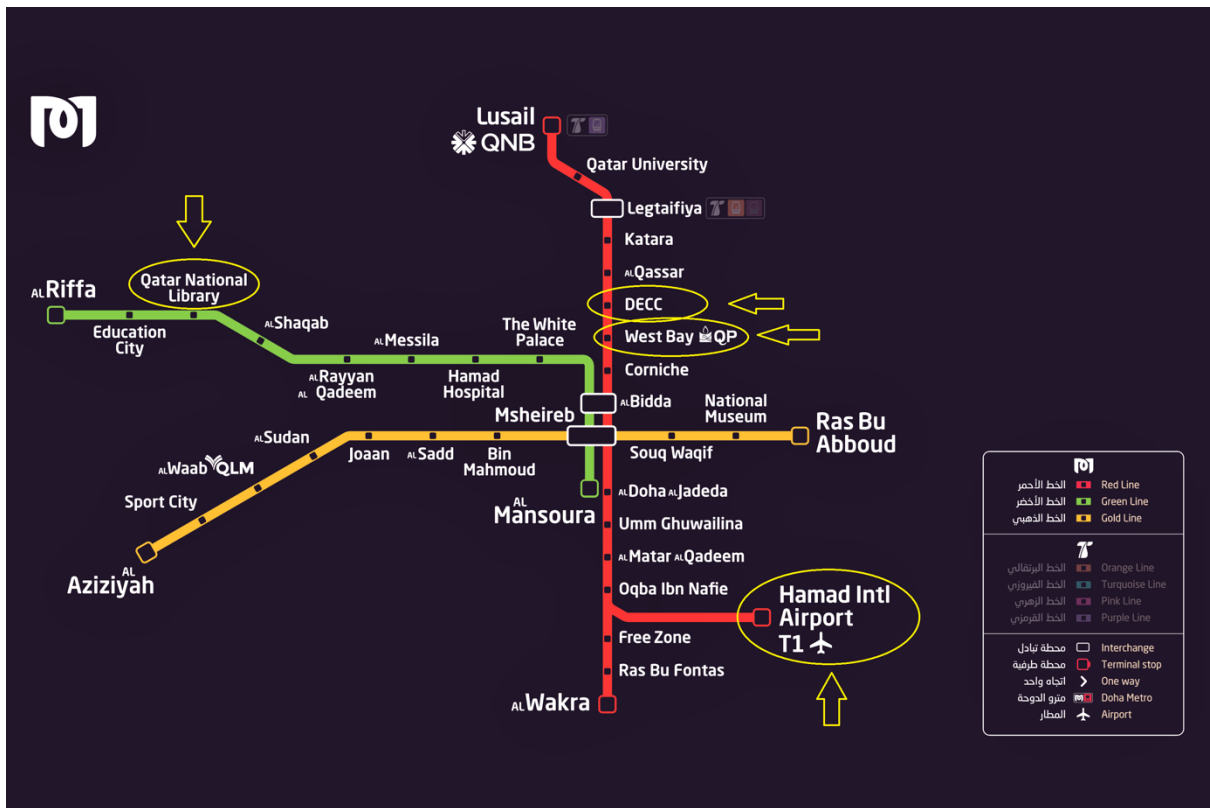 Lusail
QNB
Qatar University
Legtaifiya
Katara
AL Qassar
DECC
West Bay QP
Corniche
AL Bidda
Msheireb
AL Riffa
Education
City
Qatar National
Library
AL Shaqab
AL Rayyan
AL Qadeem
AL Messila
Hamad
Hospital
The White
Palace
AL
Mansoura
AL Sudan
AL Waab QLM
Sport City
AL
Aziziyah
Joaan
AL Sadd
Bin
Mahmoud
Souq Waqif
National
Museum
Ras Bu
Abboud
AL Doha AL Jadeda
Umm Ghuwailina
AL Matar AL Qadeem
Oqba Ibn Nafie
Hamad Intl
Airport
T1
Free Zone
Ras Bu Fontas
AL Wakra
الخط الأحمر Red Line
الخط الأخضر Green Line
الخط الذهبي Gold Line
الخط البرتقالي Orange Line
الخط الفيروزي Turquoise Line
الخط الزهري Pink Line
الخط القرمزي Purple Line
محطة تبادل Interchange
محطة طرفية Terminal stop
اتجاه واحد One way
مترو الدوحة Doha Metro
المطار Airport